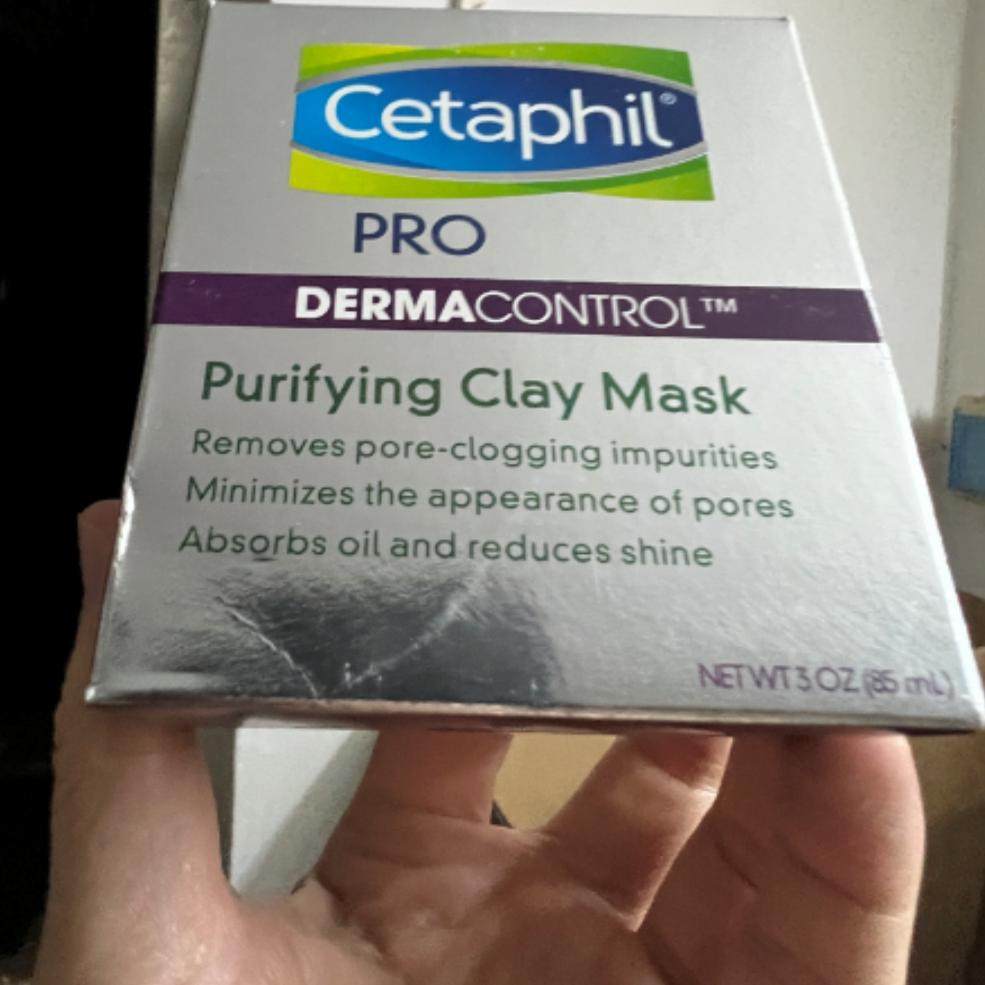 Cetaphil®
PRO
DERMACONTROL™
Purifying Clay Mask
Removes pore-clogging impurities
Minimizes the appearance of pores
Absorbs oil and reduces shine
NET WT 3 OZ (85 mL)